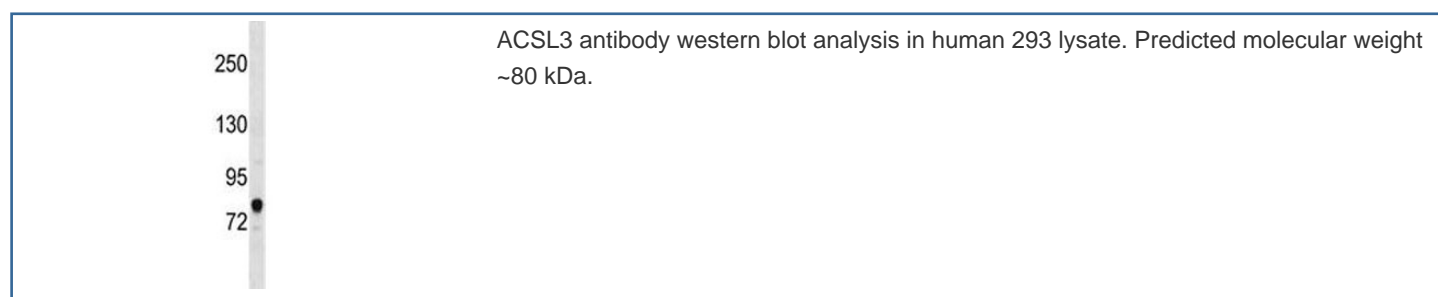 ACSL3 antibody western blot analysis in human 293 lysate. Predicted molecular weight
~80 kDa.
250
130
95
72